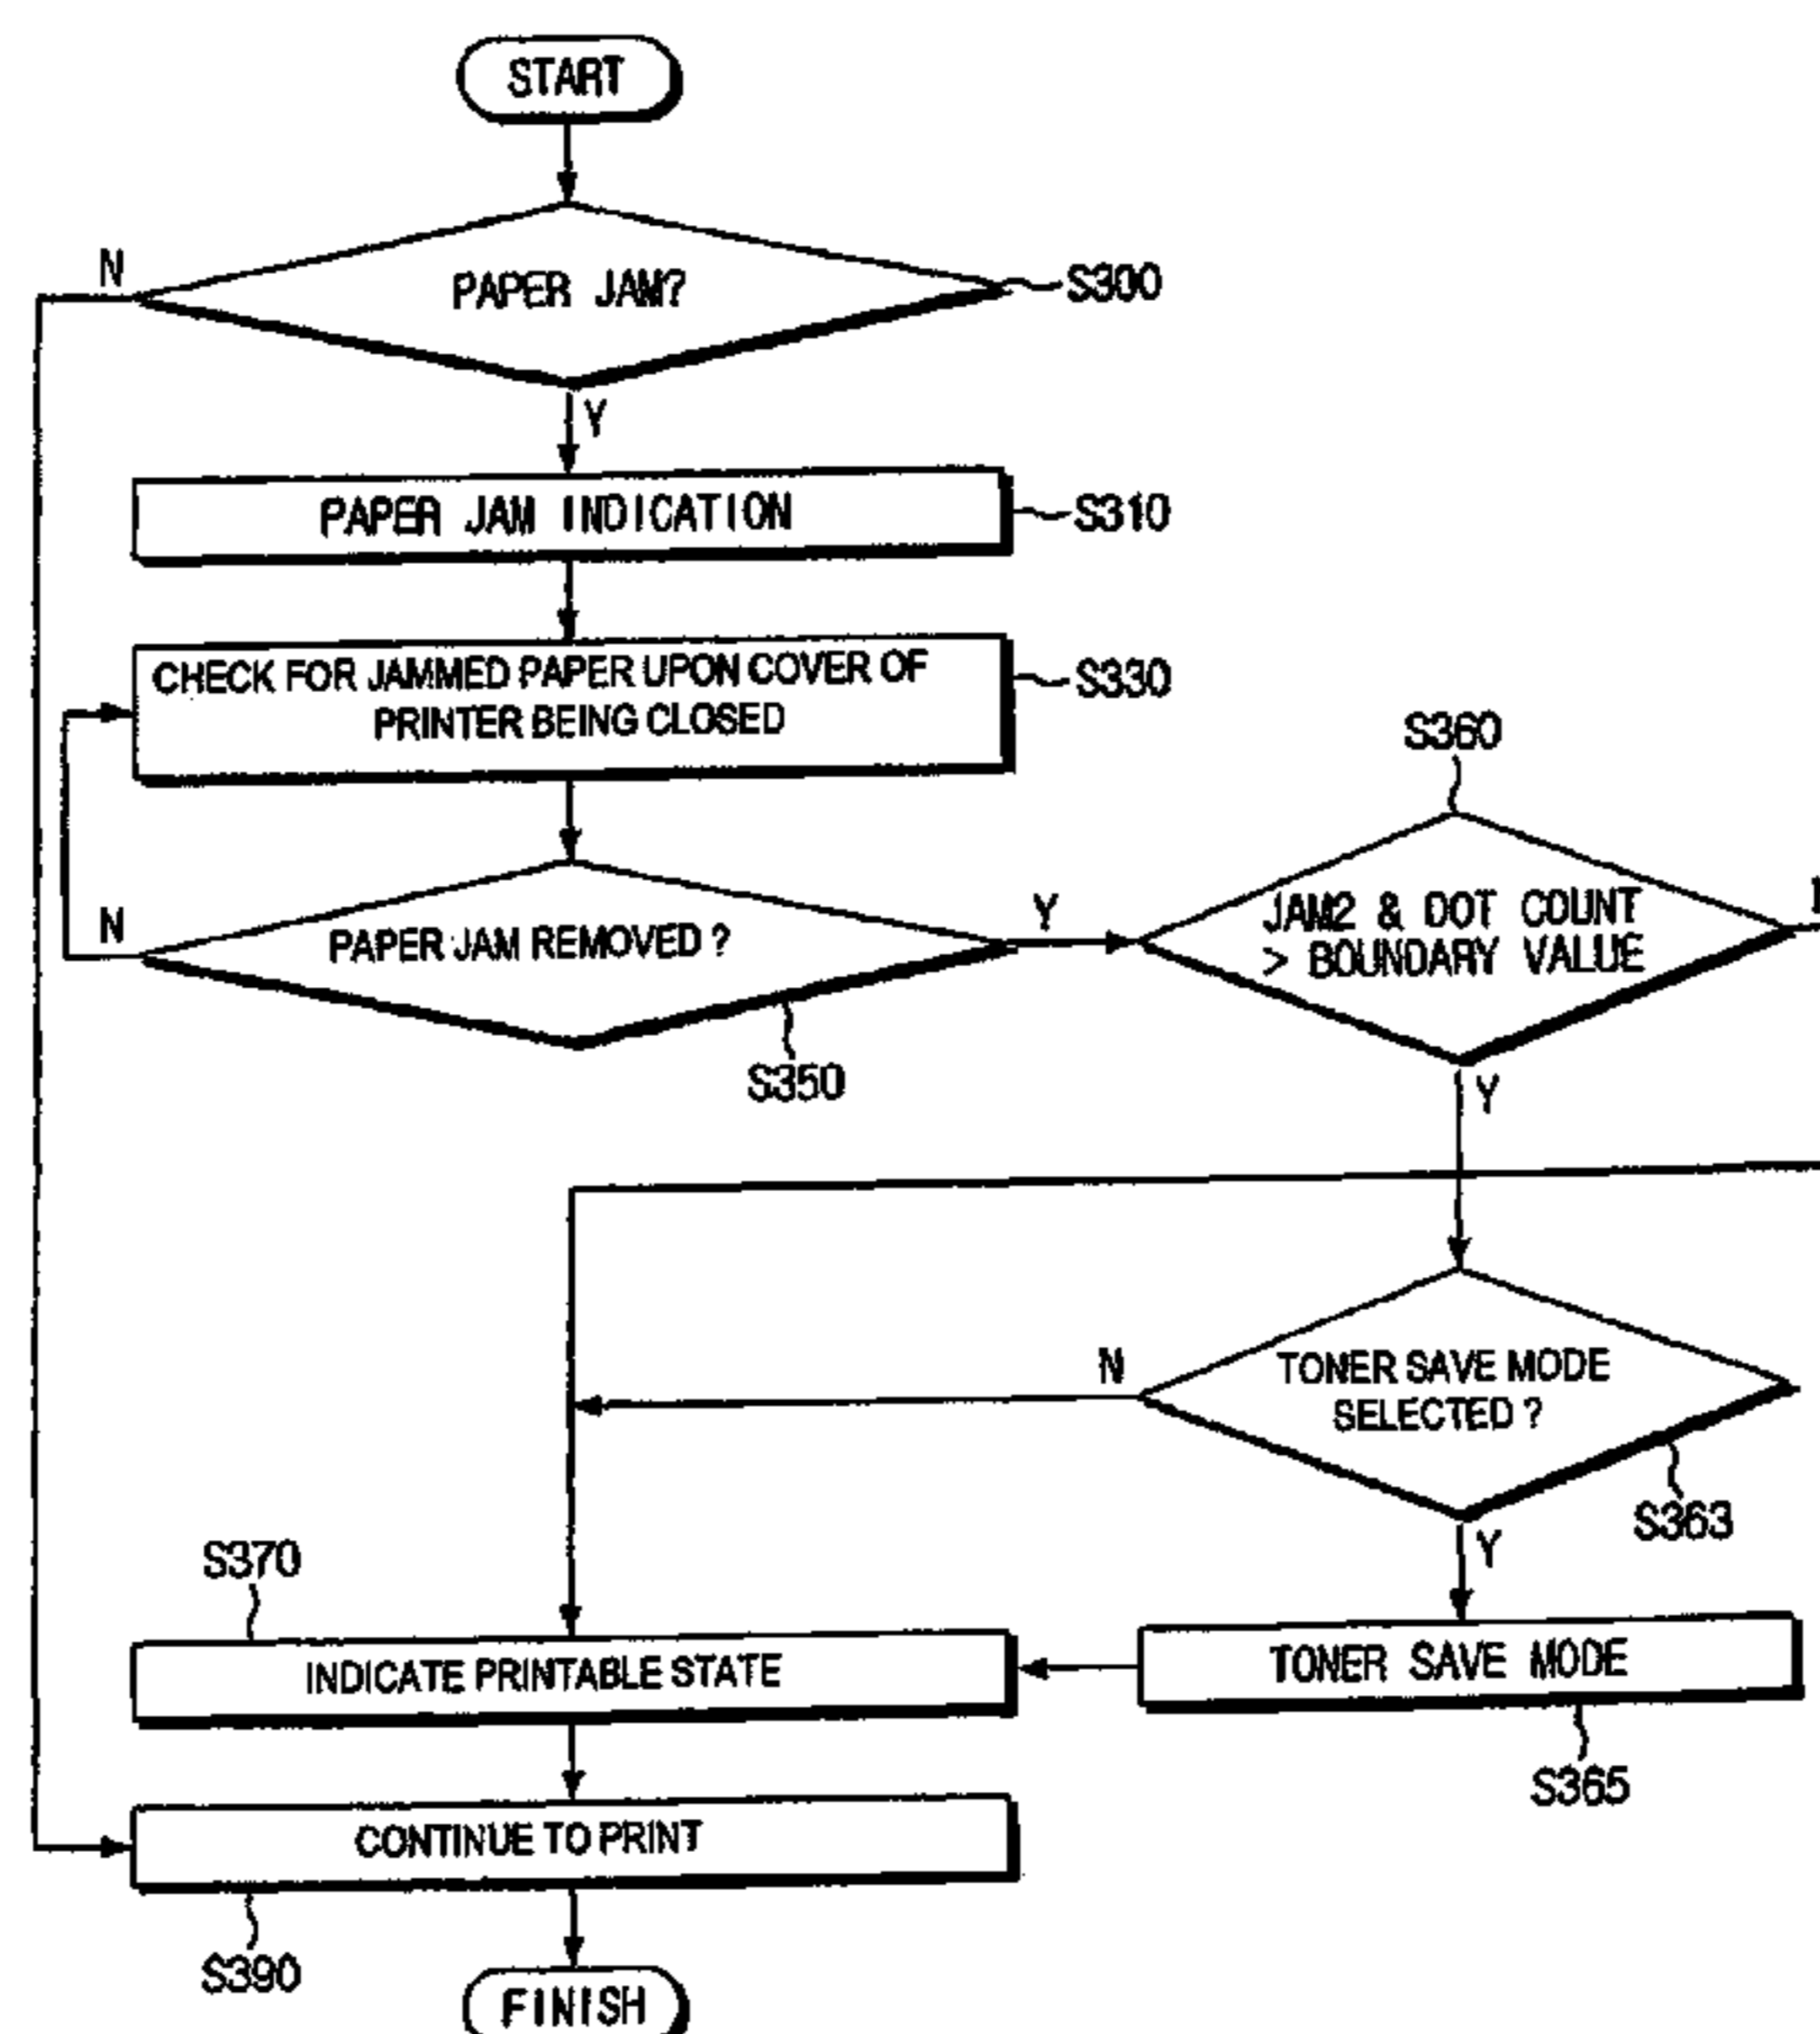 START
N
PAPER JAM?
S300
Y
PAPER JAM INDICATION
S310
CHECK FOR JAMMED PAPER UPON COVER OF
PRINTER BEING CLOSED
S330
S360
N
PAPER JAM REMOVED ?
Y
JAM2 & DOT COUNT
> BOUNDARY VALUE
S350
Y
N
TONER SAVE MODE
SELECTED ?
S363
Y
S370
INDICATE PRINTABLE STATE
TONER SAVE MODE
S365
CONTINUE TO PRINT
S390
FINISH